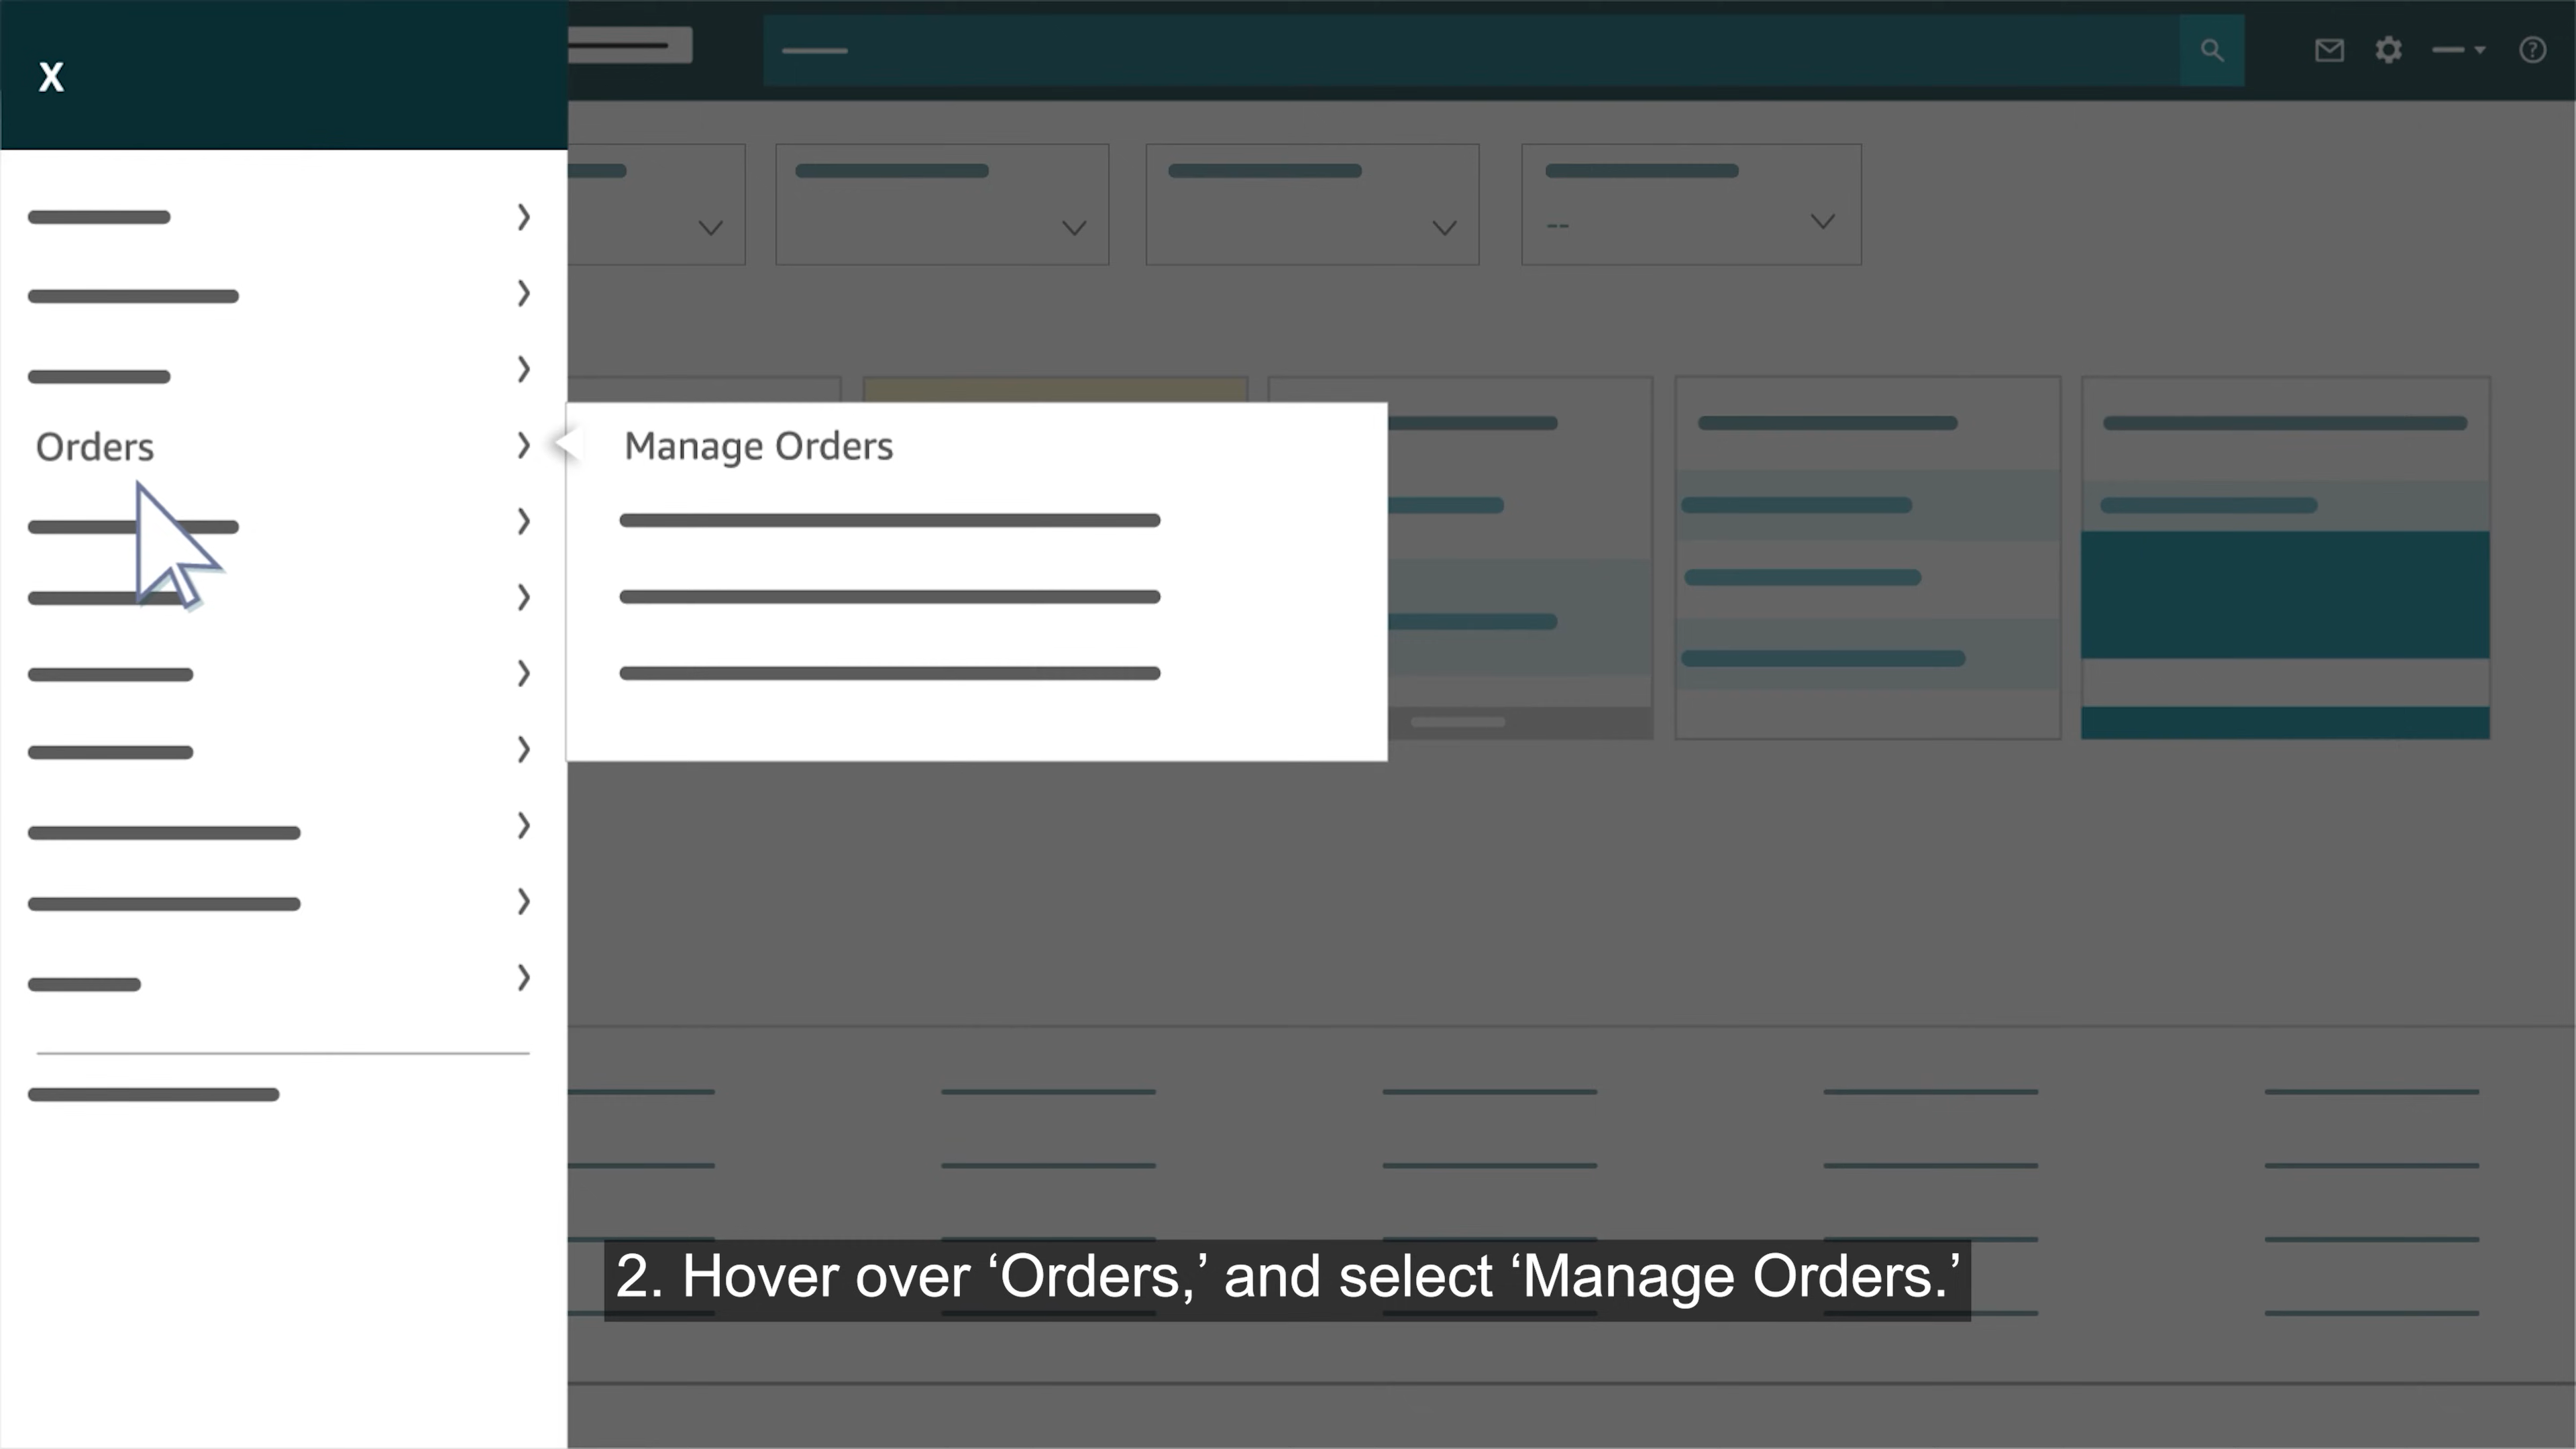 X
Orders
Manage Orders
--
2. Hover over ‘Orders,’ and select ‘Manage Orders.’